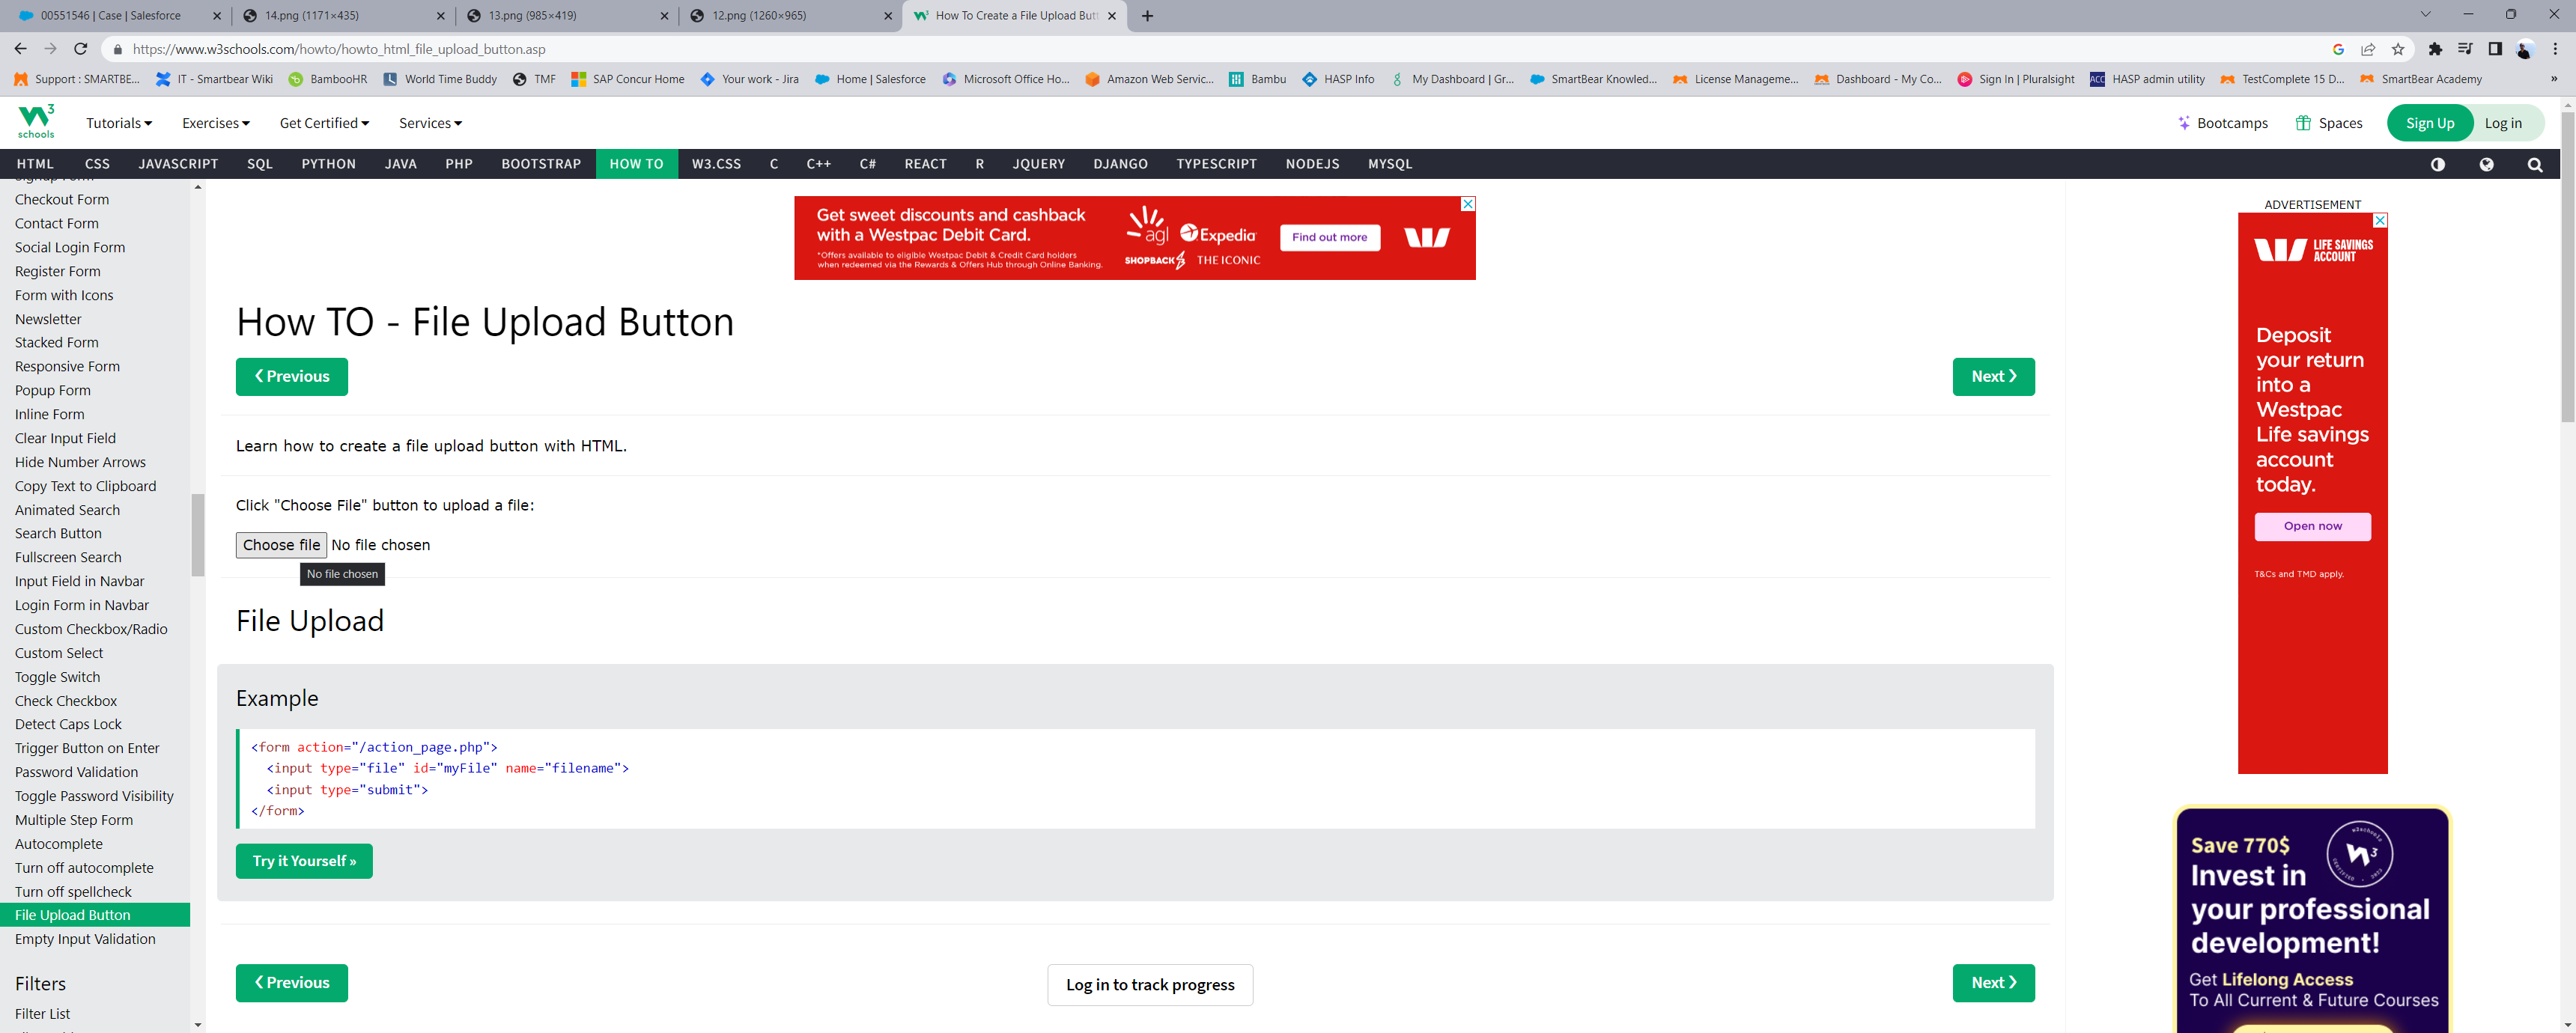 00551546 | Case | Salesforce
14.png (1171×435)
13.png (985×419)
12.png (1260×965)
How To Create a File Upload Butt
https://www.w3schools.com/howto/howto_html_file_upload_button.asp
Support : SMARTBE...
IT - Smartbear Wiki
BambooHR
World Time Buddy
TMF
SAP Concur Home
Your work - Jira
Home | Salesforce
Microsoft Office Ho...
Amazon Web Servic...
Bambu
HASP Info
My Dashboard | Gr...
SmartBear Knowled...
License Manageme...
Dashboard - My Co...
Sign In | Pluralsight
ACC HASP admin utility
TestComplete 15 D...
SmartBear Academy
»
W3 schools
Tutorials
Exercises
Get Certified
Services
Bootcamps
Spaces
Sign Up
Log in
HTML CSS JAVASCRIPT SQL PYTHON JAVA PHP BOOTSTRAP HOW TO W3.CSS C C++ C# REACT R JQUERY DJANGO TYPESCRIPT NODEJS MYSQL
Signup Form
Checkout Form
Contact Form
Social Login Form
Register Form
Form with Icons
Newsletter
Stacked Form
Responsive Form
Popup Form
Inline Form
Clear Input Field
Hide Number Arrows
Copy Text to Clipboard
Animated Search
Search Button
Fullscreen Search
Input Field in Navbar
Login Form in Navbar
Custom Checkbox/Radio
Custom Select
Toggle Switch
Check Checkbox
Detect Caps Lock
Trigger Button on Enter
Password Validation
Toggle Password Visibility
Multiple Step Form
Autocomplete
Turn off autocomplete
Turn off spellcheck
File Upload Button
Empty Input Validation
Filters
Filter List
Get sweet discounts and cashback
with a Westpac Debit Card.
*Offers available to eligible Westpac Debit & Credit Card holders
when redeemed via the Rewards & Offers Hub through Online Banking.
agl
Expedia
SHOPBACK
THE ICONIC
Find out more
How TO - File Upload Button
❮ Previous
Next ❯
Learn how to create a file upload button with HTML.
Click "Choose File" button to upload a file:
Choose file No file chosen
No file chosen
File Upload
Example
<form action="/action_page.php">
<input type="file" id="myFile" name="filename">
<input type="submit">
</form>
Try it Yourself »
❮ Previous
Log in to track progress
Next ❯
ADVERTISEMENT
LIFE SAVINGS
ACCOUNT
Deposit
your return
into a
Westpac
Life savings
account
today.
Open now
T&Cs and TMD apply.
Save 770$
Invest in
your professional
development!
Get Lifelong Access
To All Current & Future Courses